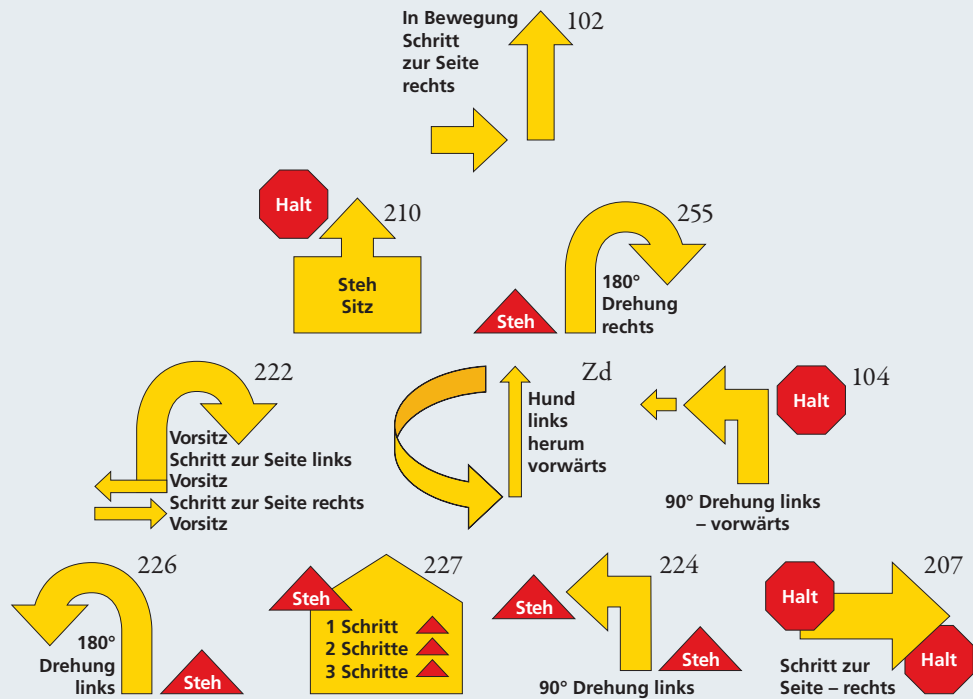 In Bewegung
Schritt
zur Seite
rechts
102
Halt
210
Steh
Sitz
255
180°
Drehung
rechts
Steh
222
Vorsitz
Schritt zur Seite links
Vorsitz
Schritt zur Seite rechts
Vorsitz
Zd
Hund
links
herum
vorwärts
104
Halt
90° Drehung links
– vorwärts
226
180°
Drehung
links
Steh
227
Steh
1 Schritt
2 Schritte
3 Schritte
224
Steh
Steh
90° Drehung links
207
Halt
Halt
Schritt zur
Seite – rechts